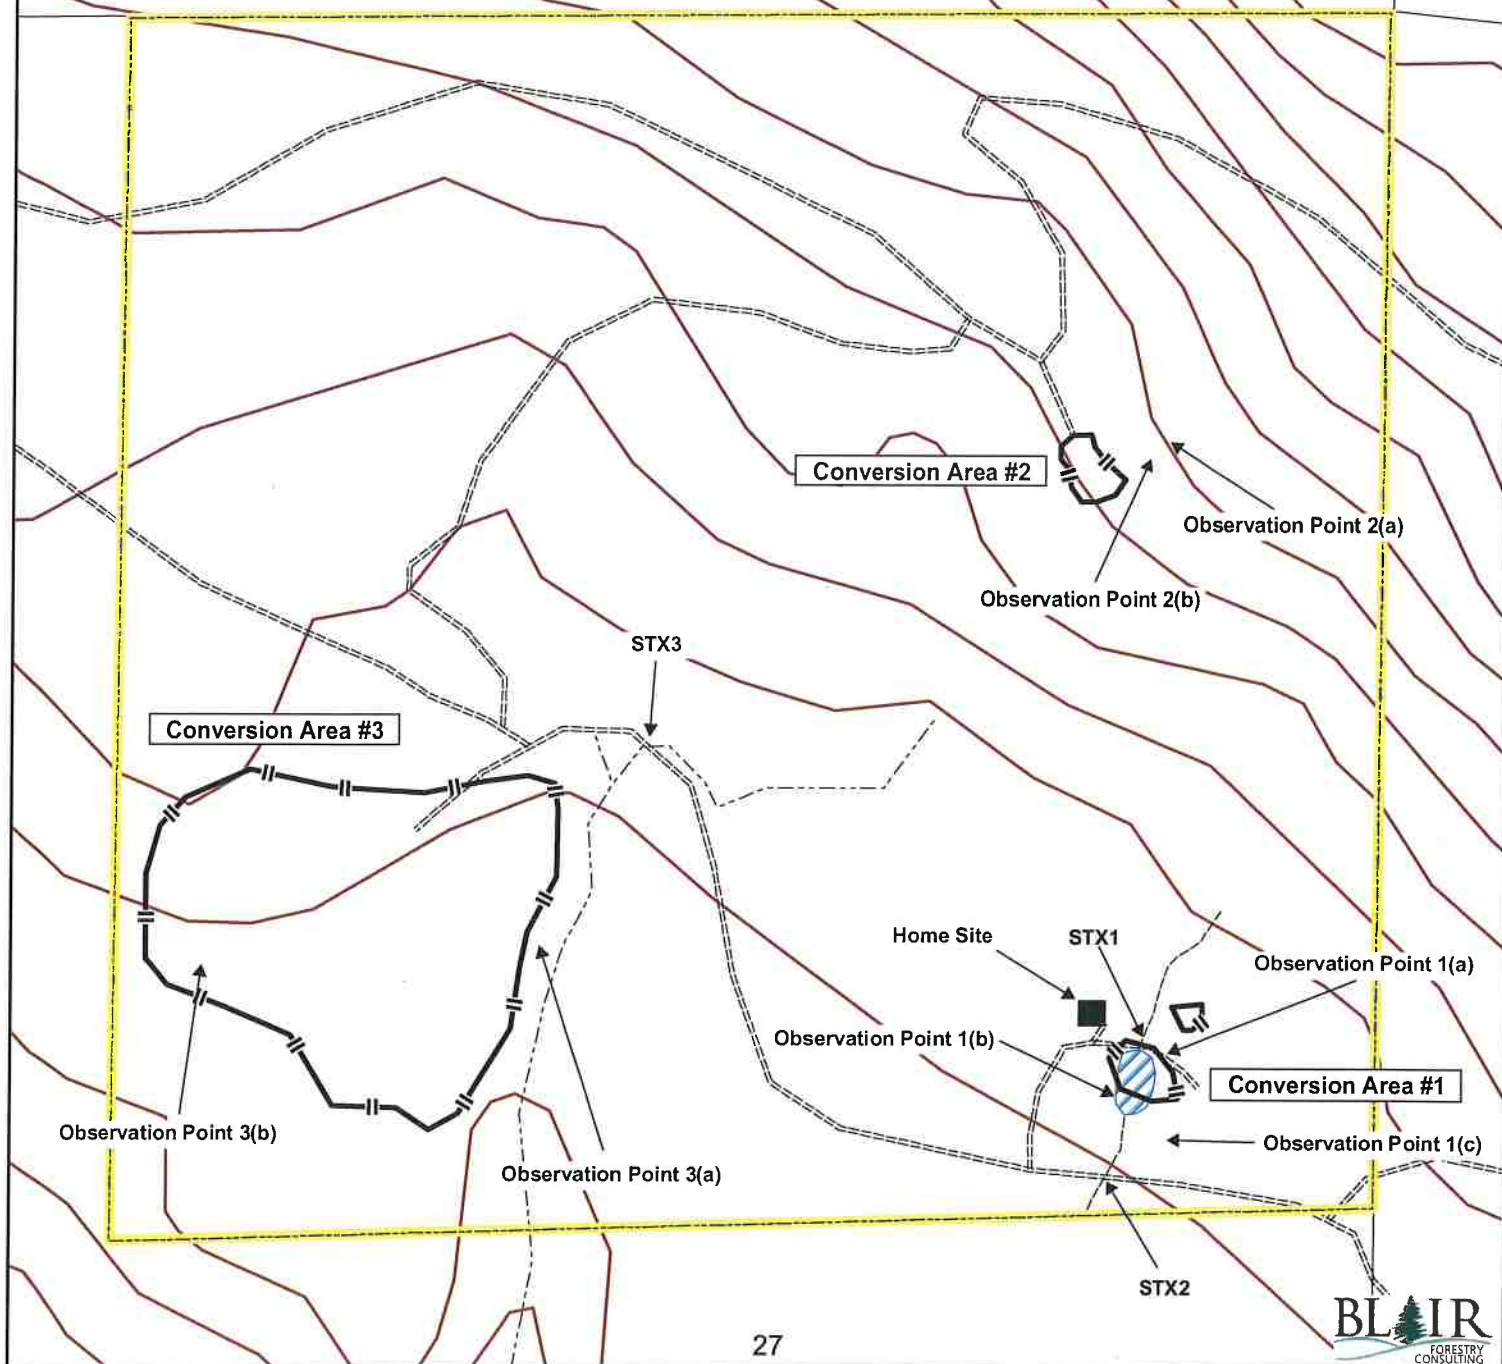 Conversion Area #2
Observation Point 2(a)
Observation Point 2(b)
STX3
Conversion Area #3
Home Site
STX1
Observation Point 1(a)
Observation Point 1(b)
Conversion Area #1
Observation Point 3(b)
Observation Point 1(c)
Observation Point 3(a)
STX2
BLAIR
FORESTRY
CONSULTING
27